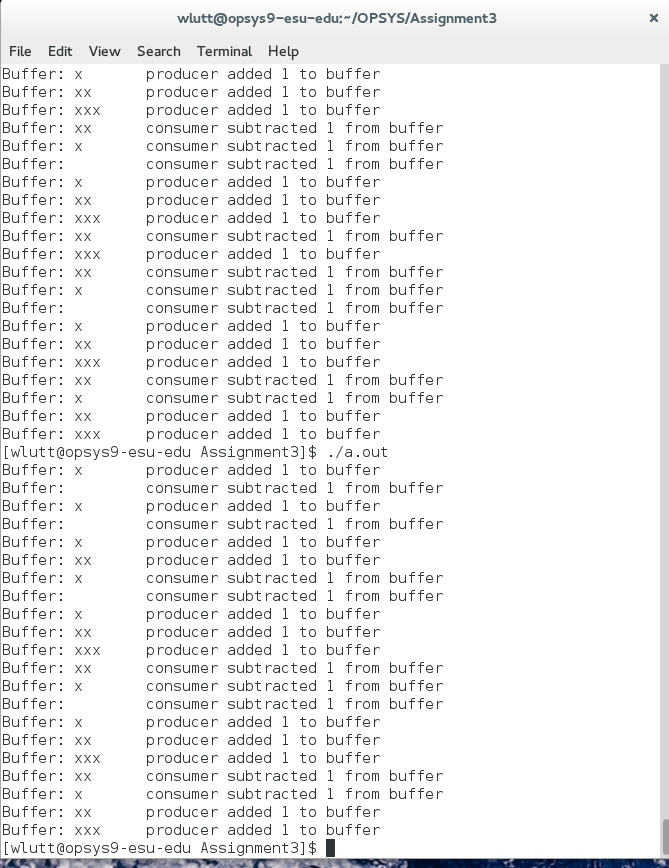 wlutt@opsys9-esu-edu:~/OPSYS/Assignment3 ×
File Edit View Search Terminal Help
Buffer: x producer added 1 to buffer
Buffer: xx producer added 1 to buffer
Buffer: xxx producer added 1 to buffer
Buffer: xx consumer subtracted 1 from buffer
Buffer: x consumer subtracted 1 from buffer
Buffer: consumer subtracted 1 from buffer
Buffer: x producer added 1 to buffer
Buffer: xx producer added 1 to buffer
Buffer: xxx producer added 1 to buffer
Buffer: xx consumer subtracted 1 from buffer
Buffer: xxx producer added 1 to buffer
Buffer: xx consumer subtracted 1 from buffer
Buffer: x consumer subtracted 1 from buffer
Buffer: consumer subtracted 1 from buffer
Buffer: x producer added 1 to buffer
Buffer: xx producer added 1 to buffer
Buffer: xxx producer added 1 to buffer
Buffer: xx consumer subtracted 1 from buffer
Buffer: x consumer subtracted 1 from buffer
Buffer: xx producer added 1 to buffer
Buffer: xxx producer added 1 to buffer
[wlutt@opsys9-esu-edu Assignment3]$ ./a.out
Buffer: x producer added 1 to buffer
Buffer: consumer subtracted 1 from buffer
Buffer: x producer added 1 to buffer
Buffer: consumer subtracted 1 from buffer
Buffer: x producer added 1 to buffer
Buffer: xx producer added 1 to buffer
Buffer: x consumer subtracted 1 from buffer
Buffer: consumer subtracted 1 from buffer
Buffer: x producer added 1 to buffer
Buffer: xx producer added 1 to buffer
Buffer: xxx producer added 1 to buffer
Buffer: xx consumer subtracted 1 from buffer
Buffer: x consumer subtracted 1 from buffer
Buffer: consumer subtracted 1 from buffer
Buffer: x producer added 1 to buffer
Buffer: xx producer added 1 to buffer
Buffer: xxx producer added 1 to buffer
Buffer: xx consumer subtracted 1 from buffer
Buffer: x consumer subtracted 1 from buffer
Buffer: xx producer added 1 to buffer
Buffer: xxx producer added 1 to buffer
[wlutt@opsys9-esu-edu Assignment3]$